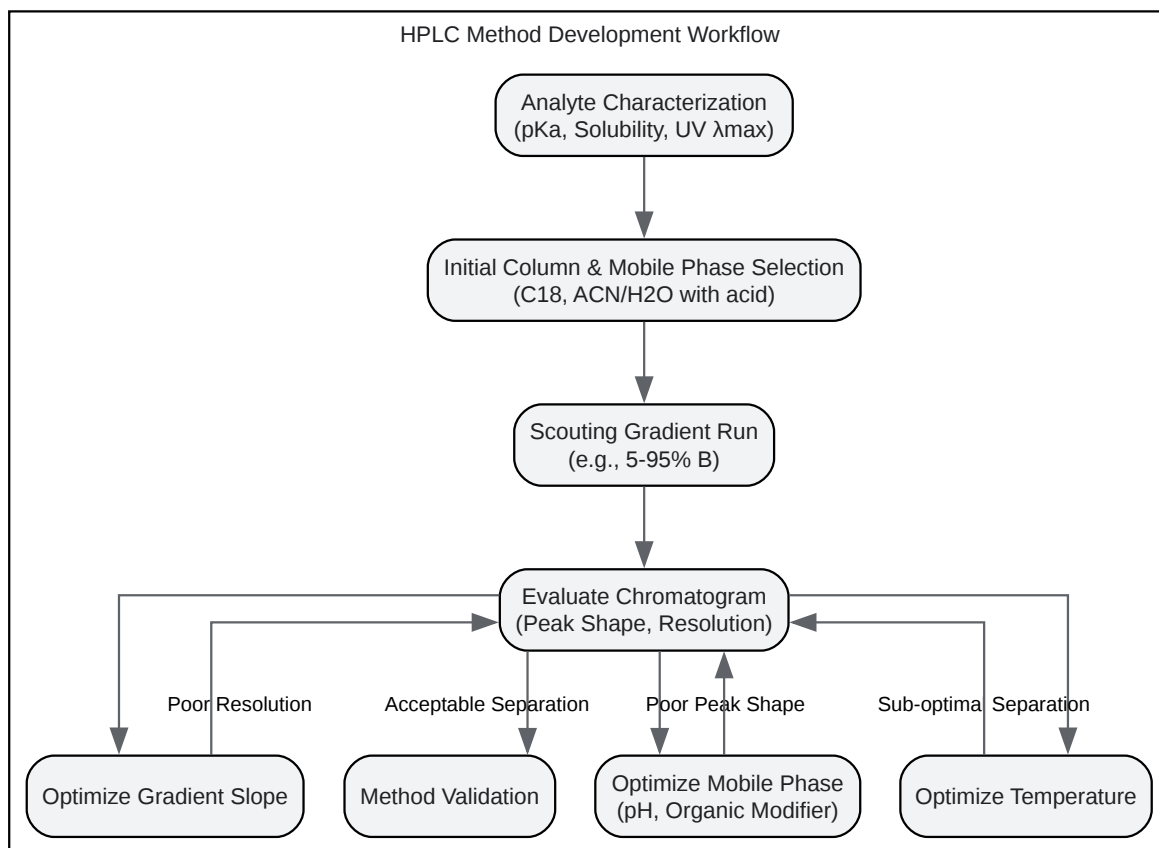 HPLC Method Development Workflow
Analyte Characterization
(pKa, Solubility, UV λmax)
Initial Column & Mobile Phase Selection
(C18, ACN/H2O with acid)
Scouting Gradient Run
(e.g., 5-95% B)
Evaluate Chromatogram
(Peak Shape, Resolution)
Poor Resolution
Acceptable Separation
Poor Peak Shape
Sub-optimal Separation
Optimize Gradient Slope
Method Validation
Optimize Mobile Phase
(pH, Organic Modifier)
Optimize Temperature